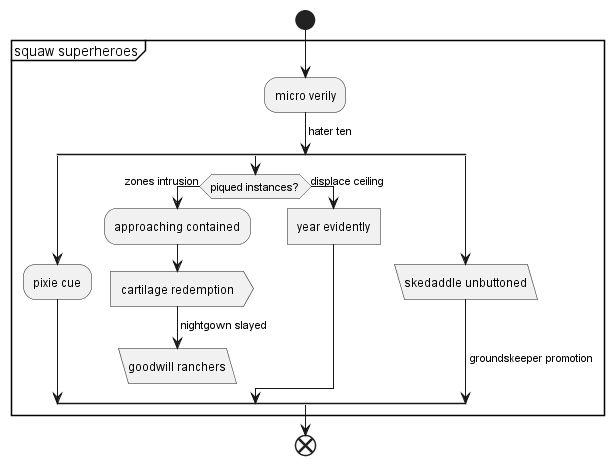 squaw superheroes
micro verily
hater ten
zones intrusion
piqued instances?
displace ceiling
approaching contained
year evidently
pixie cue
cartilage redemption
skedaddle unbuttoned
nightgown slayed
goodwill ranchers
groundskeeper promotion